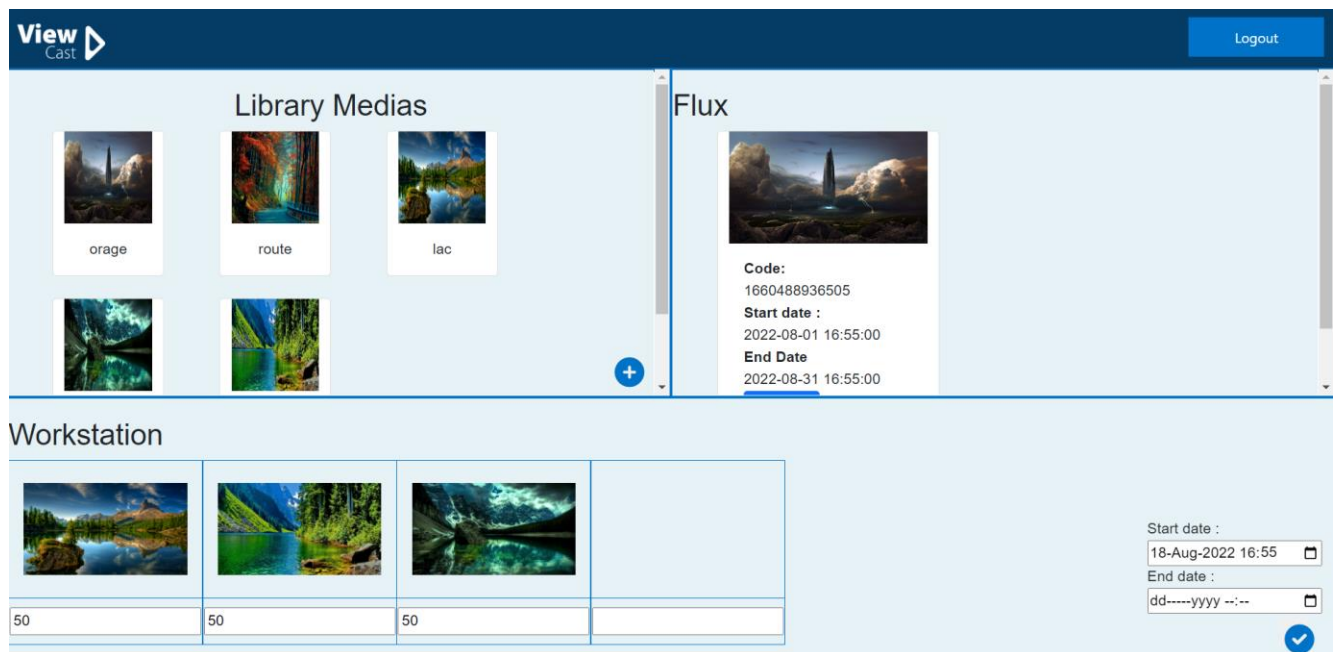 View
Cast
Logout
Library Medias
orage
route
lac
Flux
Code:
1660488936505
Start date :
2022-08-01 16:55:00
End Date
2022-08-31 16:55:00
Workstation
50
50
50
Start date :
18-Aug-2022 16:55
End date :
dd-----yyyy --:--